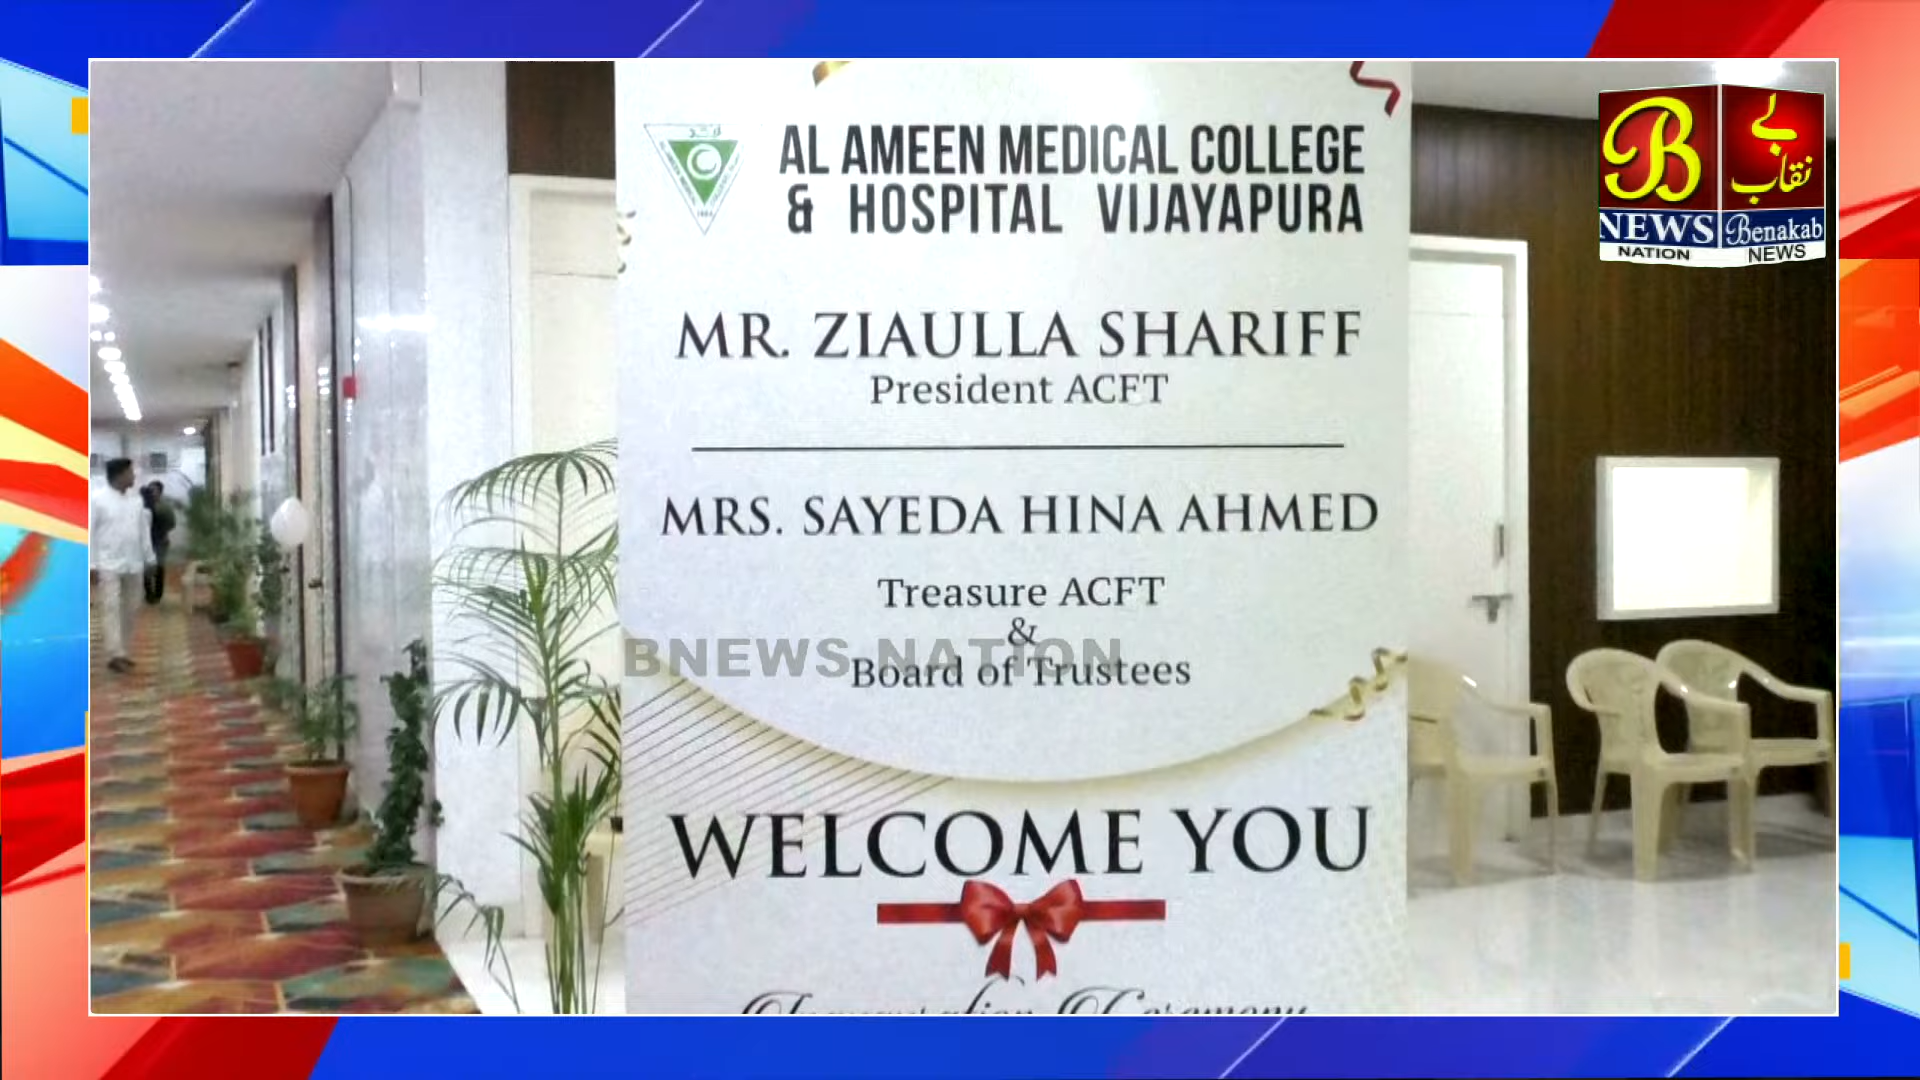 AL AMEEN MEDICAL COLLEGE
& HOSPITAL VIJAYAPURA
MR. ZIAULLA SHARIFF
President ACFT
MRS. SAYEDA HINA AHMED
Treasure ACFT
&
Board of Trustees
WELCOME YOU
BNEWS NATION
B
NEWS
NATION
بے
نقاب
Benakab
NEWS